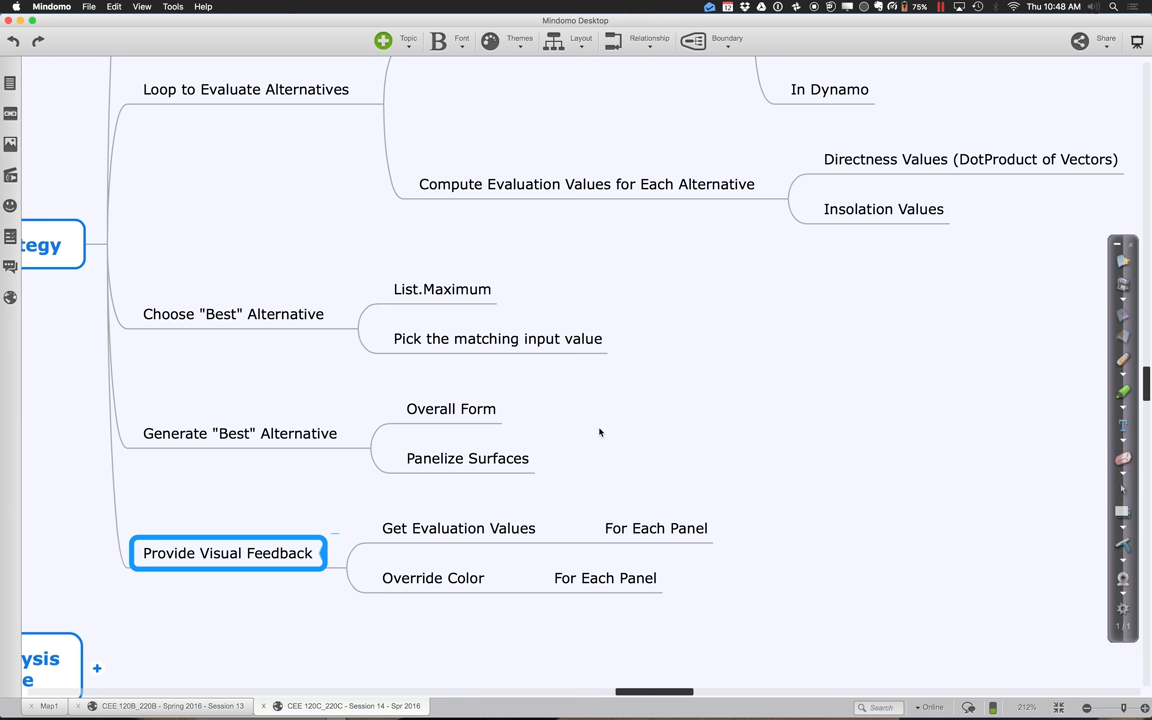 Mindomo File Edit View Tools Help
75% Thu 10:48 AM
Mindomo Desktop
Topic Font Themes Layout Relationship Boundary Share
Loop to Evaluate Alternatives
In Dynamo
Compute Evaluation Values for Each Alternative
Directness Values (DotProduct of Vectors)
Insolation Values
tegy
Choose "Best" Alternative
List.Maximum
Pick the matching input value
Generate "Best" Alternative
Overall Form
Panelize Surfaces
Provide Visual Feedback
Get Evaluation Values For Each Panel
Override Color For Each Panel
ysis
e
1/1
Map1 CEE 120B_220B - Spring 2016 - Session 13 CEE 120C_220C - Session 14 - Spr 2016 Search Online 212%